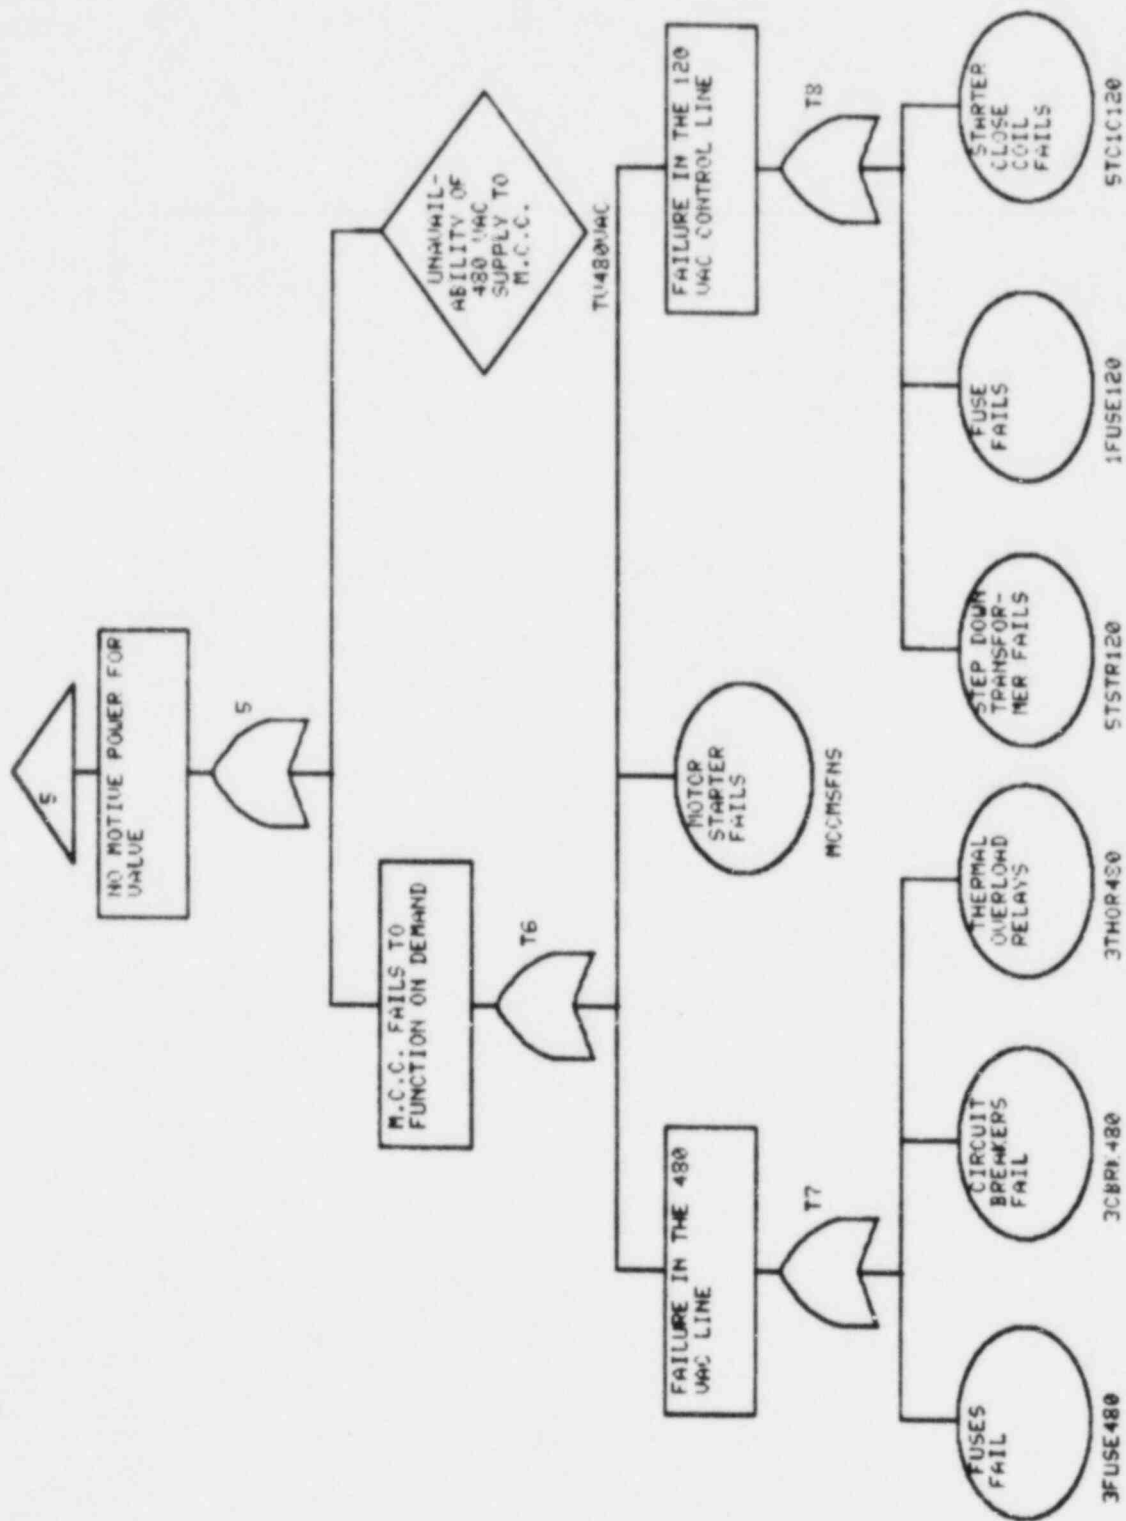 5
NO MOTIVE POWER FOR
VALUE
5
M.C.C. FAILS TO
FUNCTION ON DEMAND
T6
UNAVAIL-
ABILITY OF
480 VAC
SUPPLY TO
M.C.C.
TV480VAC
FAILURE IN THE 480
VAC LINE
T7
MOTOR
STARTER
FAILS
MCCMSFNS
FAILURE IN THE 120
VAC CONTROL LINE
T8
FUSES
FAIL
3FUSE480
CIRCUIT
BREAKERS
FAIL
3CBRK480
THERMAL
OVERLOAD
RELAYS
3THOR480
STEP DOWN
TRANSFOR-
MER FAILS
STSTR120
FUSE
FAILS
1FUSE120
STARTER
CLOSE
COIL
FAILS
STC1C120